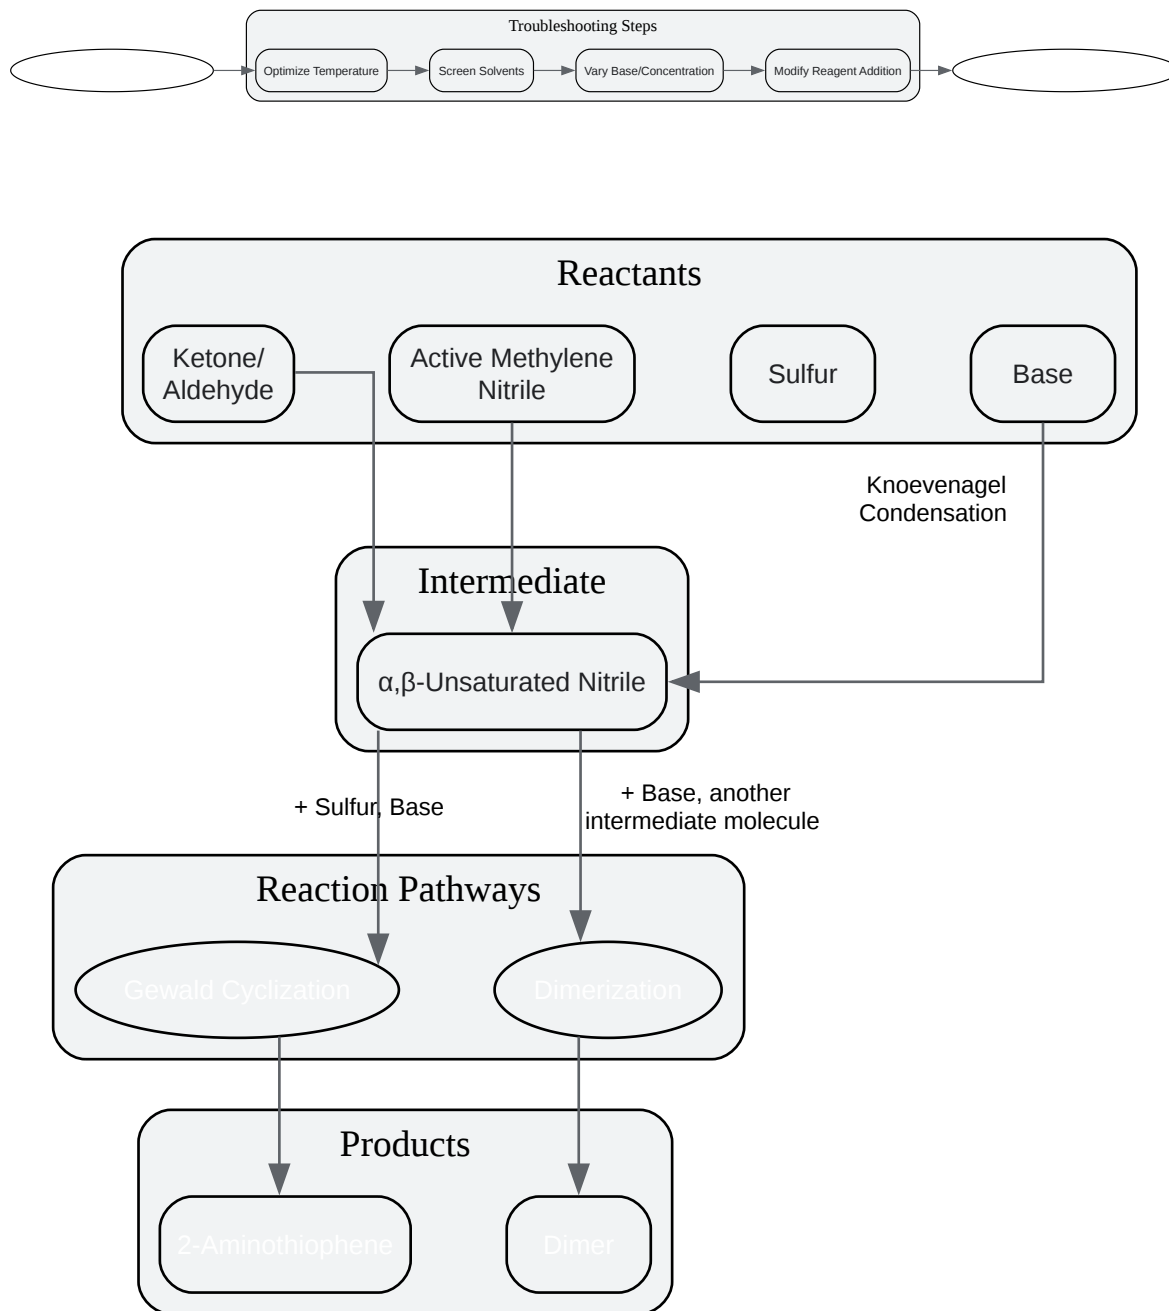 Troubleshooting Steps
Optimize Temperature
Screen Solvents
Vary Base/Concentration
Modify Reagent Addition
Reactants
Ketone/
Aldehyde
Active Methylene
Nitrile
Sulfur
Base
Knoevenagel
Condensation
Intermediate
α,β-Unsaturated Nitrile
+ Sulfur, Base
+ Base, another
intermediate molecule
Reaction Pathways
Gewald Cyclization
Dimerization
Products
2-Aminothiophene
Dimer